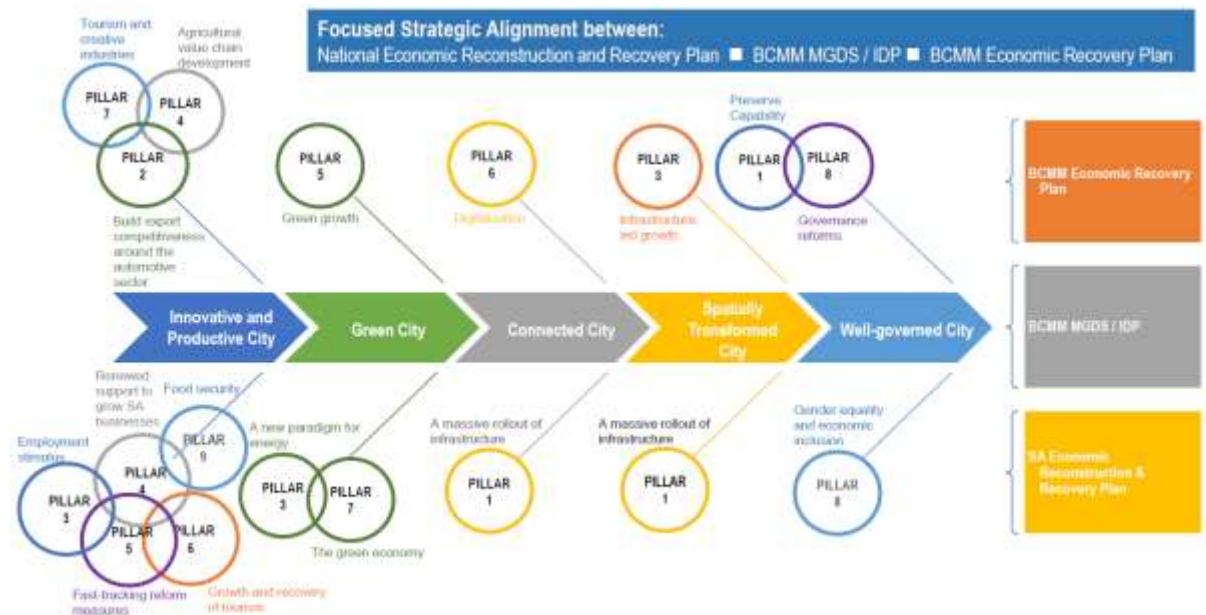 Focused Strategic Alignment between:
National Economic Reconstruction and Recovery Plan ■ BCMM MGDS / IDP ■ BCMM Economic Recovery Plan
Tourism and
creative
industries
Agricultural
value chain
development
PILLAR
7
PILLAR
4
PILLAR
2
Build export
competitiveness
around the
automotive
sector
PILLAR
5
Green growth
PILLAR
6
Digitalisation
PILLAR
3
Infrastructure
led growth
Preserve
Capability
PILLAR
1
PILLAR
8
Governance
reforms
BCMM Economic Recovery
Plan
Innovative and
Productive City
Green City
Connected City
Spatially
Transformed
City
Well-governed City
BCMM MGDS / IDP
Renewed
support to
grow SA
businesses
Food security
Employment
stimulus
PILLAR
9
PILLAR
4
PILLAR
3
PILLAR
5
PILLAR
6
Fast-tracking reform
measures
Growth and recovery
of tourism
A new paradigm for
energy
PILLAR
3
PILLAR
7
The green economy
A massive rollout of
infrastructure
PILLAR
1
A massive rollout of
infrastructure
PILLAR
1
Gender equality
and economic
inclusion
PILLAR
8
SA Economic
Reconstruction &
Recovery Plan